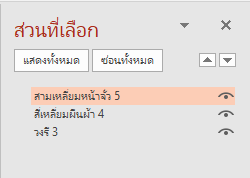 ส่วนที่เลือก
แสดงทั้งหมด ซ่อนทั้งหมด
สามเหลี่ยมหน้าจั่ว 5
สี่เหลี่ยมผืนผ้า 4
วงรี 3